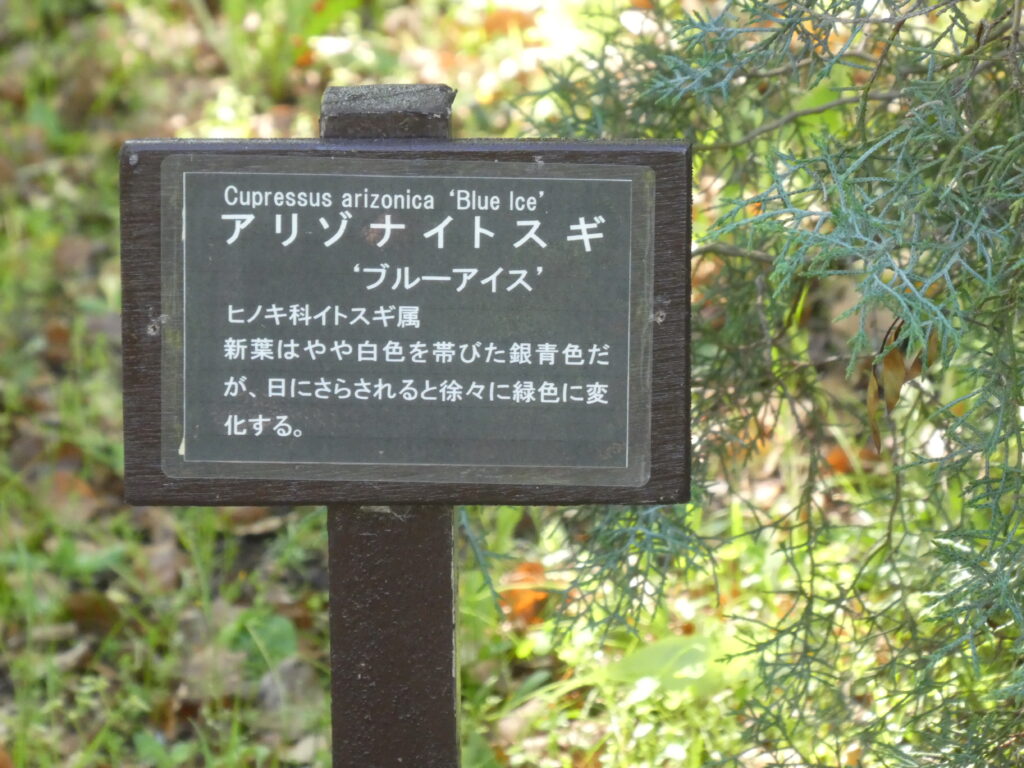 Cupressus arizonica ‘Blue Ice’
アリゾナイトスギ
‘ブルーアイス’
ヒノキ科イトスギ属
新葉はやや白色を帯びた銀青色だ
が、日にさらされると徐々に緑色に変
化する。